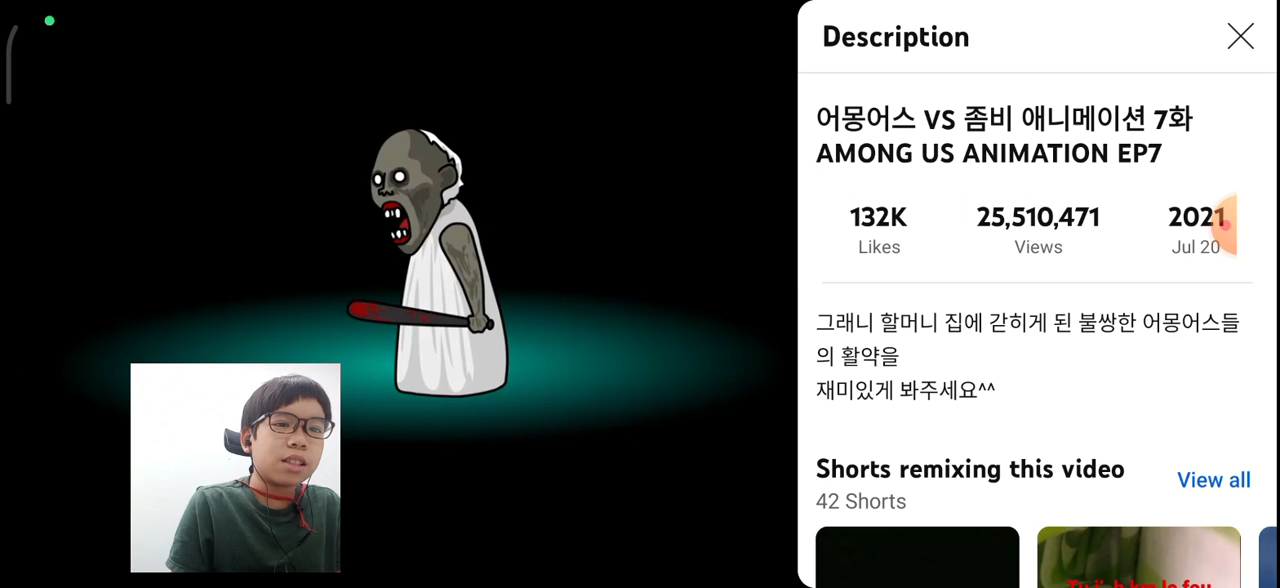 Description
어몽어스 VS 좀비 애니메이션 7화
AMONG US ANIMATION EP7
132K
Likes
25,510,471
Views
2021
Jul 20
그래니 할머니 집에 갇히게 된 불쌍한 어몽어스들
의 활약을
재미있게 봐주세요^^
Shorts remixing this video
42 Shorts
View all